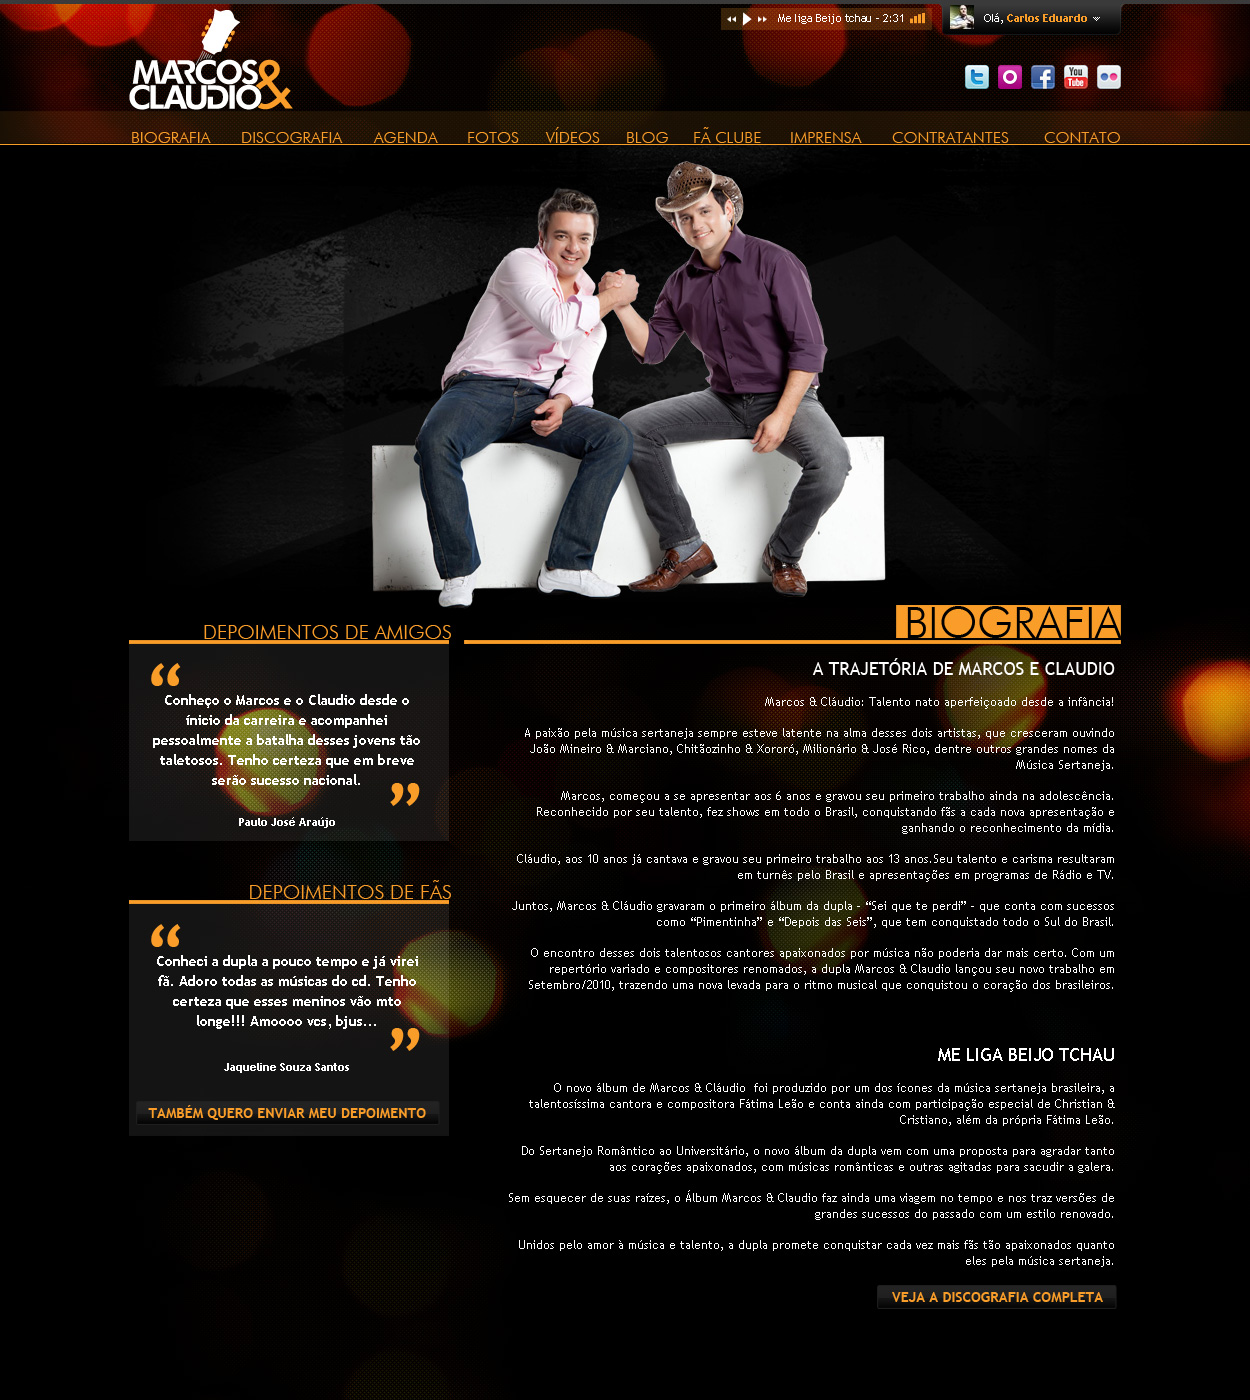 Me liga Beijo tchau - 2:31
Olá, Carlos Eduardo
MARCOS&
CLAUDIO
You
Tube
BIOGRAFIA DISCOGRAFIA AGENDA FOTOS VÍDEOS BLOG FÃ CLUBE IMPRENSA CONTRATANTES CONTATO
DEPOIMENTOS DE AMIGOS
“
Conheço o Marcos e o Claudio desde o
ínicio da carreira e acompanhei
pessoalmente a batalha desses jovens tão
taletosos. Tenho certeza que em breve
serão sucesso nacional.
”
Paulo José Araújo
DEPOIMENTOS DE FÃS
“
Conheci a dupla a pouco tempo e já virei
fã. Adoro todas as músicas do cd. Tenho
certeza que esses meninos vão mto
longe!!! Amoooo vcs, bjus...
”
Jaqueline Souza Santos
TAMBÉM QUERO ENVIAR MEU DEPOIMENTO
BIOGRAFIA
A TRAJETÓRIA DE MARCOS E CLAUDIO
Marcos & Cláudio: Talento nato aperfeiçoado desde a infância!
A paixão pela música sertaneja sempre esteve latente na alma desses dois artistas, que cresceram ouvindo
João Mineiro & Marciano, Chitãozinho & Xororó, Milionário & José Rico, dentre outros grandes nomes da
Música Sertaneja.
Marcos, começou a se apresentar aos 6 anos e gravou seu primeiro trabalho ainda na adolescência.
Reconhecido por seu talento, fez shows em todo o Brasil, conquistando fãs a cada nova apresentação e
ganhando o reconhecimento da mídia.
Cláudio, aos 10 anos já cantava e gravou seu primeiro trabalho aos 13 anos.Seu talento e carisma resultaram
em turnês pelo Brasil e apresentações em programas de Rádio e TV.
Juntos, Marcos & Cláudio gravaram o primeiro álbum da dupla - “Sei que te perdi” - que conta com sucessos
como “Pimentinha” e “Depois das Seis”, que tem conquistado todo o Sul do Brasil.
O encontro desses dois talentosos cantores apaixonados por música não poderia dar mais certo. Com um
repertório variado e compositores renomados, a dupla Marcos & Claudio lançou seu novo trabalho em
Setembro/2010, trazendo uma nova levada para o ritmo musical que conquistou o coração dos brasileiros.
ME LIGA BEIJO TCHAU
O novo álbum de Marcos & Cláudio  foi produzido por um dos ícones da música sertaneja brasileira, a
talentosíssima cantora e compositora Fátima Leão e conta ainda com participação especial de Christian &
Cristiano, além da própria Fátima Leão.
Do Sertanejo Romântico ao Universitário, o novo álbum da dupla vem com uma proposta para agradar tanto
aos corações apaixonados, com músicas românticas e outras agitadas para sacudir a galera.
Sem esquecer de suas raízes, o Álbum Marcos & Claudio faz ainda uma viagem no tempo e nos traz versões de
grandes sucessos do passado com um estilo renovado.
Unidos pelo amor à música e talento, a dupla promete conquistar cada vez mais fãs tão apaixonados quanto
eles pela música sertaneja.
VEJA A DISCOGRAFIA COMPLETA